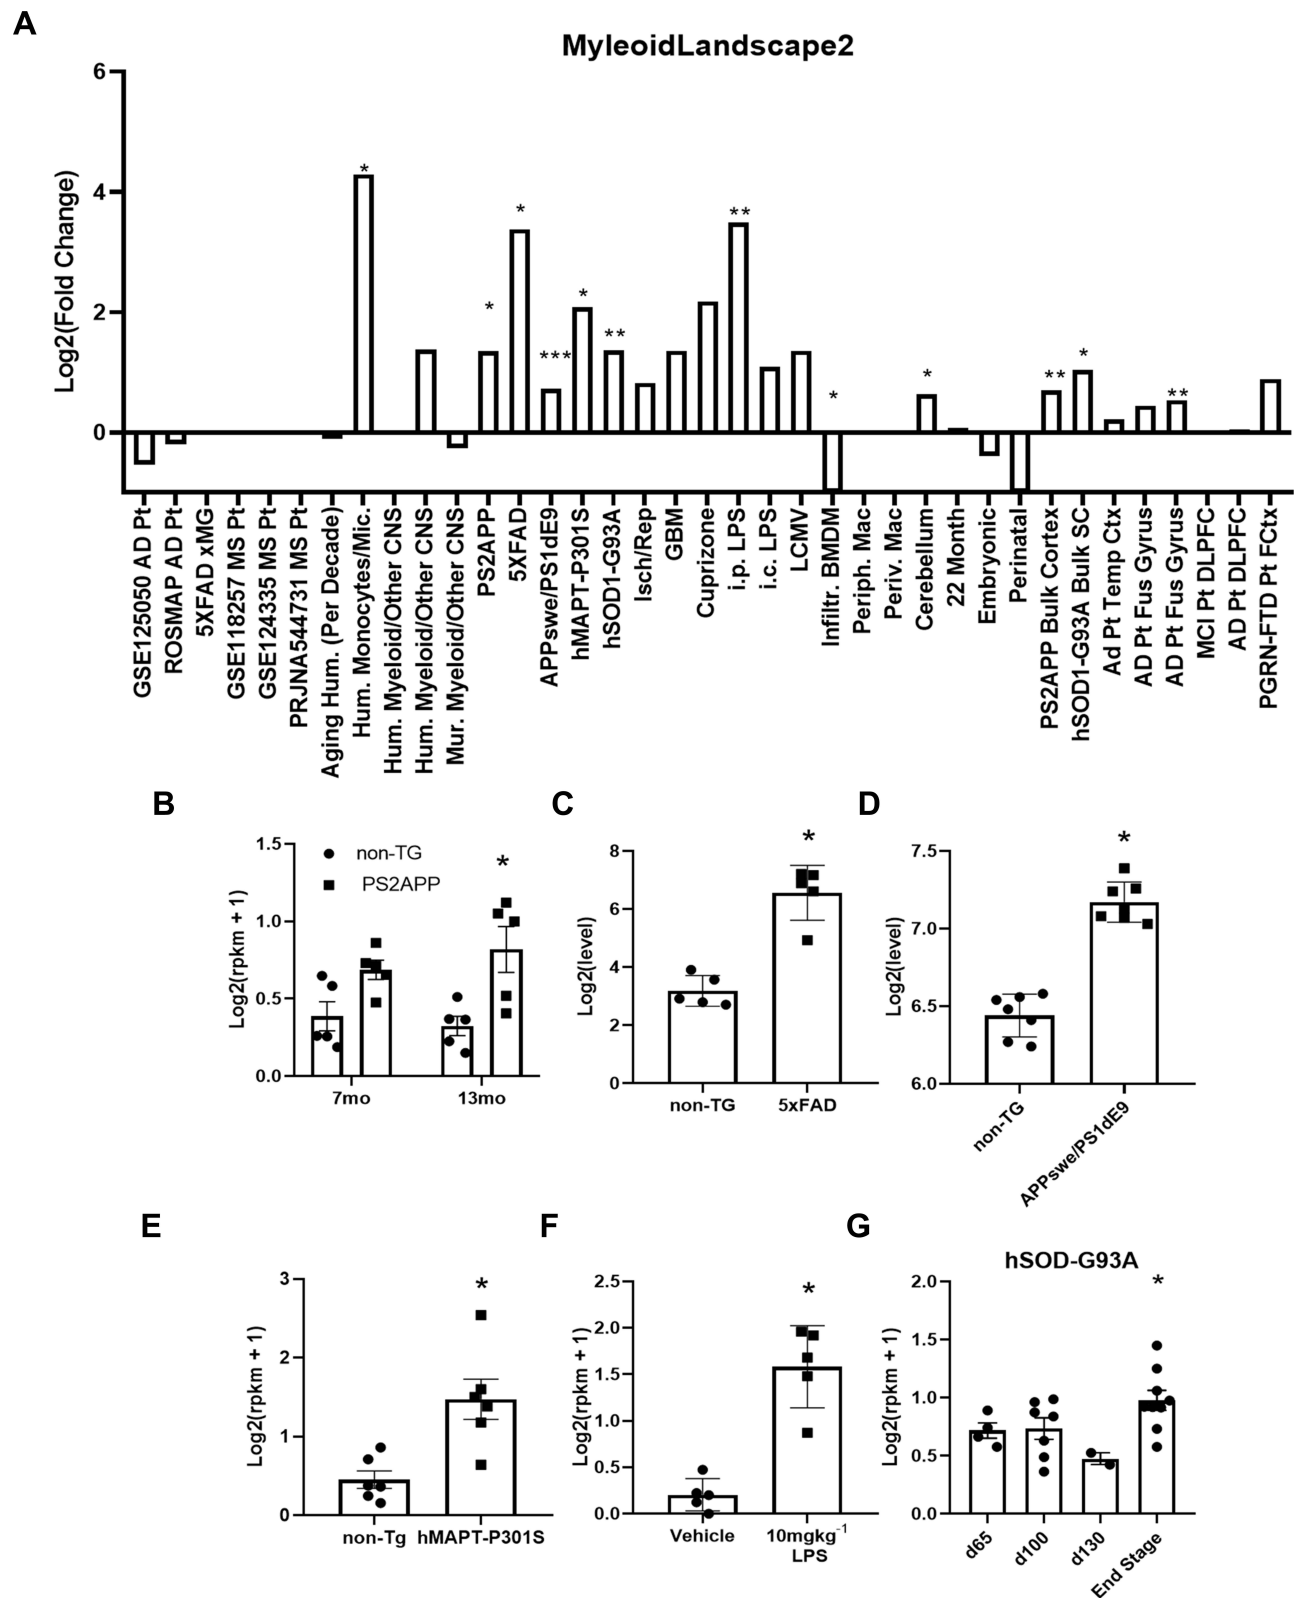 A
MyleoidLandscape2
Log2(Fold Change)
6
4
2
0
*
*
*
***
*
**
**
*
*
**
*
**
GSE125050 AD Pt
ROSMAP AD Pt
5XFAD xMG
GSE118257 MS Pt
GSE124335 MS Pt
PRJNA544731 MS Pt
Aging Hum. (Per Decade)
Hum. Monocytes/Mic.
Hum. Myeloid/Other CNS
Hum. Myeloid/Other CNS
Mur. Myeloid/Other CNS
PS2APP
5XFAD
APPswe/PS1dE9
hMAPT-P301S
hSOD1-G93A
Isch/Rep
GBM
Cuprizone
i.p. LPS
i.c. LPS
LCMV
Infiltr. BMDM
Periph. Mac
Periv. Mac
Cerebellum
22 Month
Embryonic
Perinatal
PS2APP Bulk Cortex
hSOD1-G93A Bulk SC
Ad Pt Temp Ctx
AD Pt Fus Gyrus
AD Pt Fus Gyrus
MCI Pt DLPFC
AD Pt DLPFC
PGRN-FTD Pt FCtx
B
Log2(rpkm + 1)
1.5
1.0
0.5
0.0
non-TG
PS2APP
*
7mo
13mo
C
Log2(level)
8
6
4
2
0
*
non-TG
5xFAD
D
Log2(level)
7.5
7.0
6.5
6.0
*
non-TG
APPswe/PS1dE9
E
Log2(rpkm + 1)
3
2
1
0
*
non-Tg
hMAPT-P301S
F
Log2(rpkm + 1)
2.5
2.0
1.5
1.0
0.5
0.0
*
Vehicle
10mgkg⁻¹
LPS
G
hSOD-G93A
Log2(rpkm + 1)
2.0
1.5
1.0
0.5
0.0
*
d65
d100
d130
End Stage